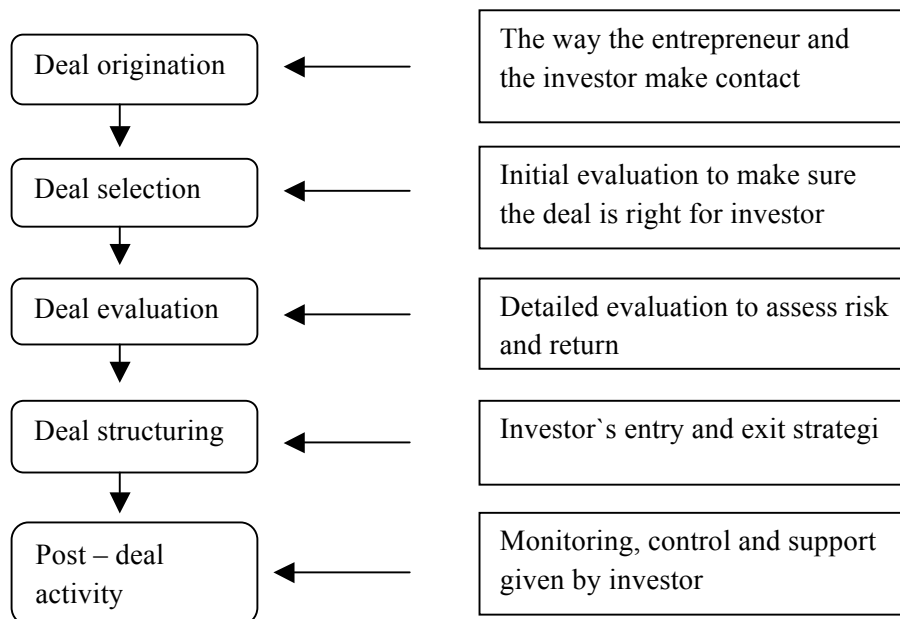 Deal origination
The way the entrepreneur and
the investor make contact
Deal selection
Initial evaluation to make sure
the deal is right for investor
Deal evaluation
Detailed evaluation to assess risk
and return
Deal structuring
Investor`s entry and exit strategi
Post – deal
activity
Monitoring, control and support
given by investor